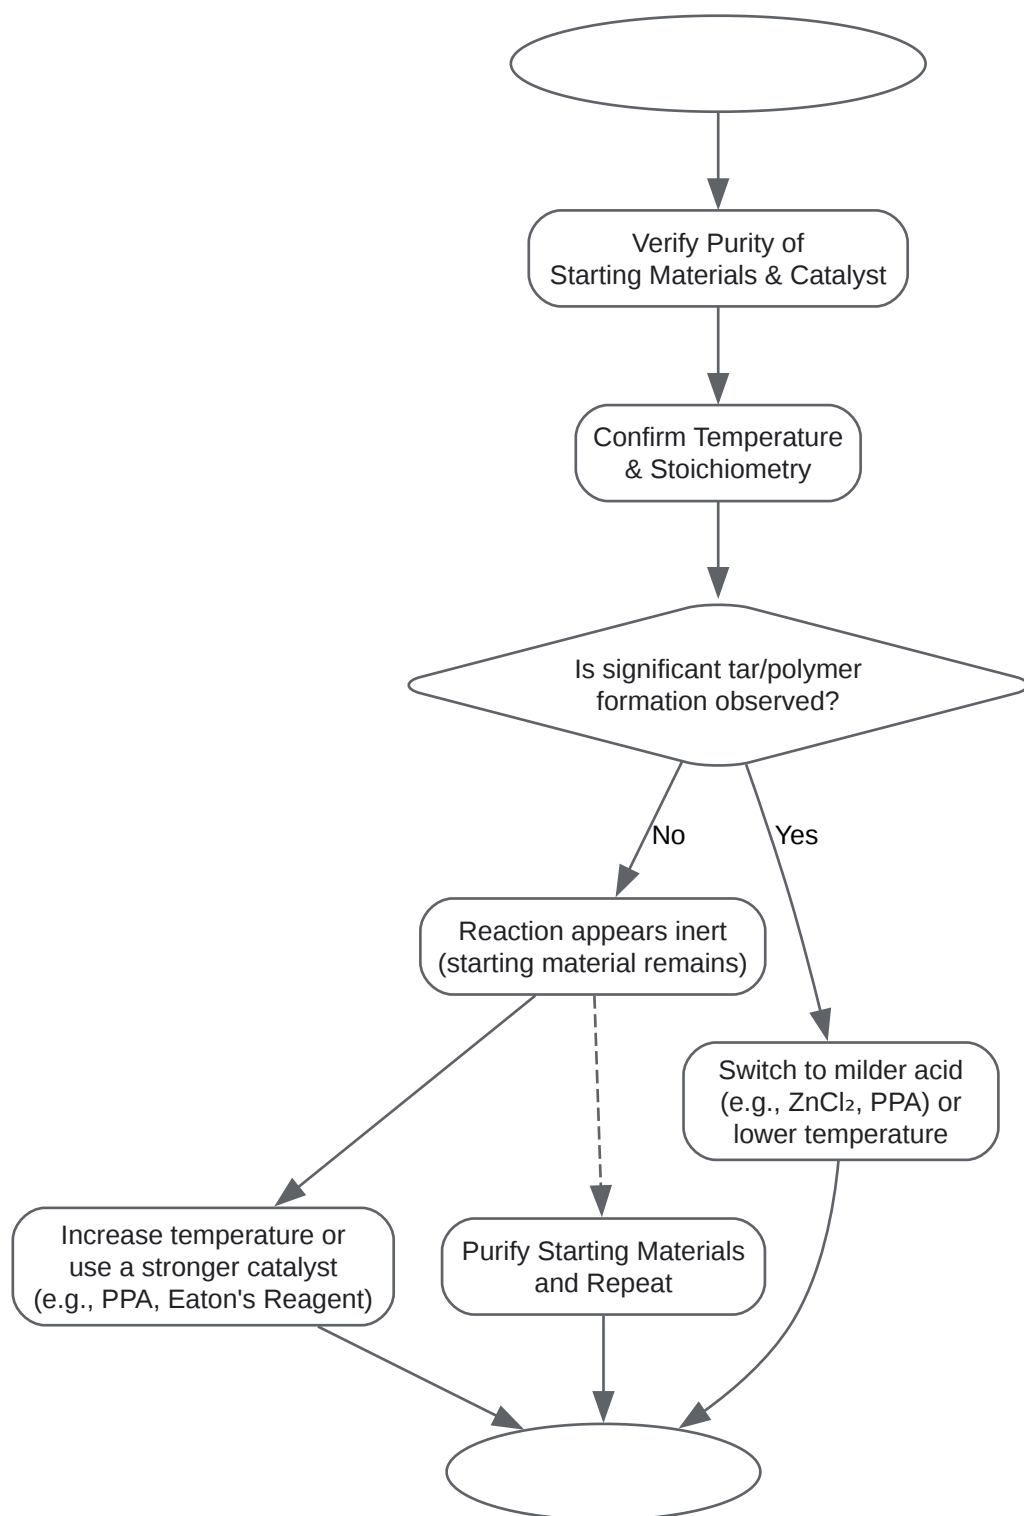 Verify Purity of
Starting Materials & Catalyst
Confirm Temperature
& Stoichiometry
Is significant tar/polymer
formation observed?
No
Yes
Reaction appears inert
(starting material remains)
Switch to milder acid
(e.g., ZnCl₂, PPA) or
lower temperature
Increase temperature or
use a stronger catalyst
(e.g., PPA, Eaton's Reagent)
Purify Starting Materials
and Repeat